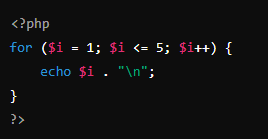 <?php
for ($i = 1; $i <= 5; $i++) {
    echo $i . "\n";
}
?>